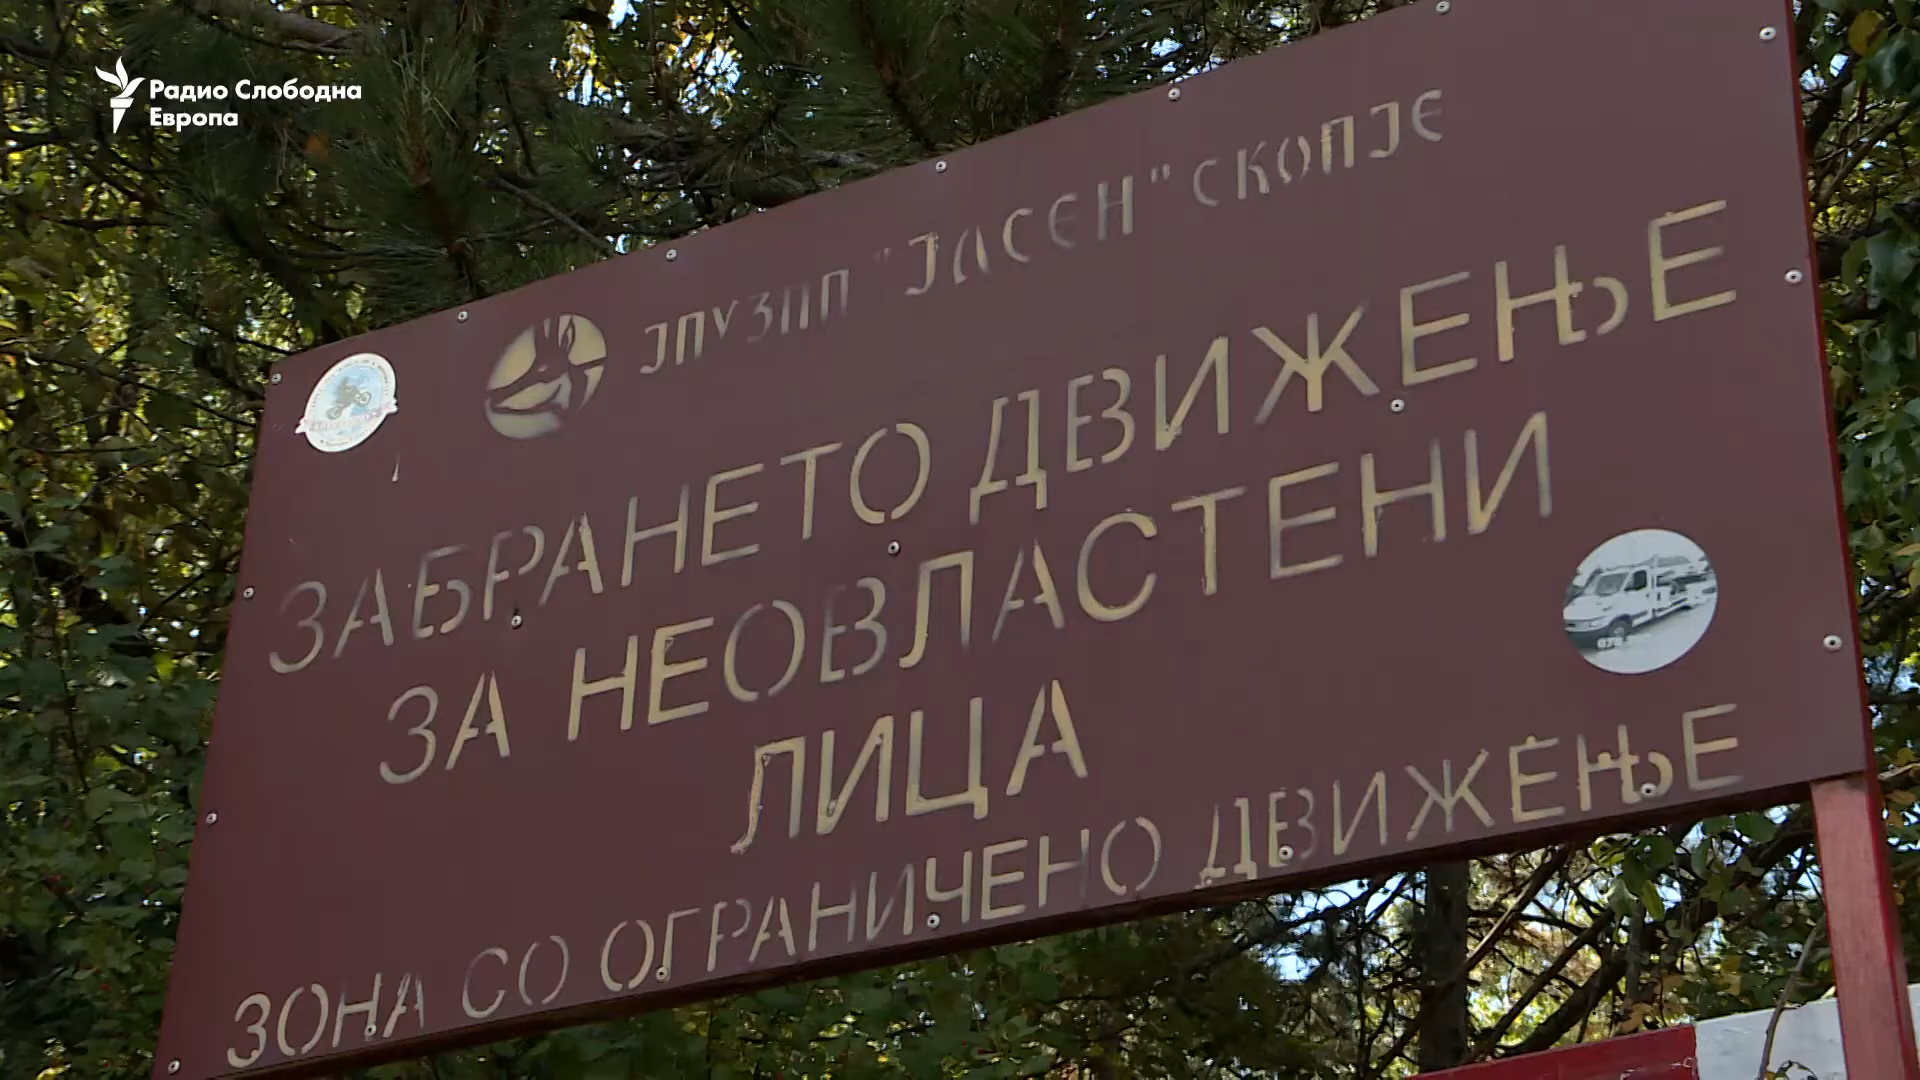 Радио Слободна
Европа
ЈПУЗПП "ЈАСЕН" СКОПЈЕ
ЗАБРАНЕТО ДВИЖЕЊЕ
ЗА НЕОВЛАСТЕНИ
ЛИЦА
ЗОНА СО ОГРАНИЧЕНО ДВИЖЕЊЕ